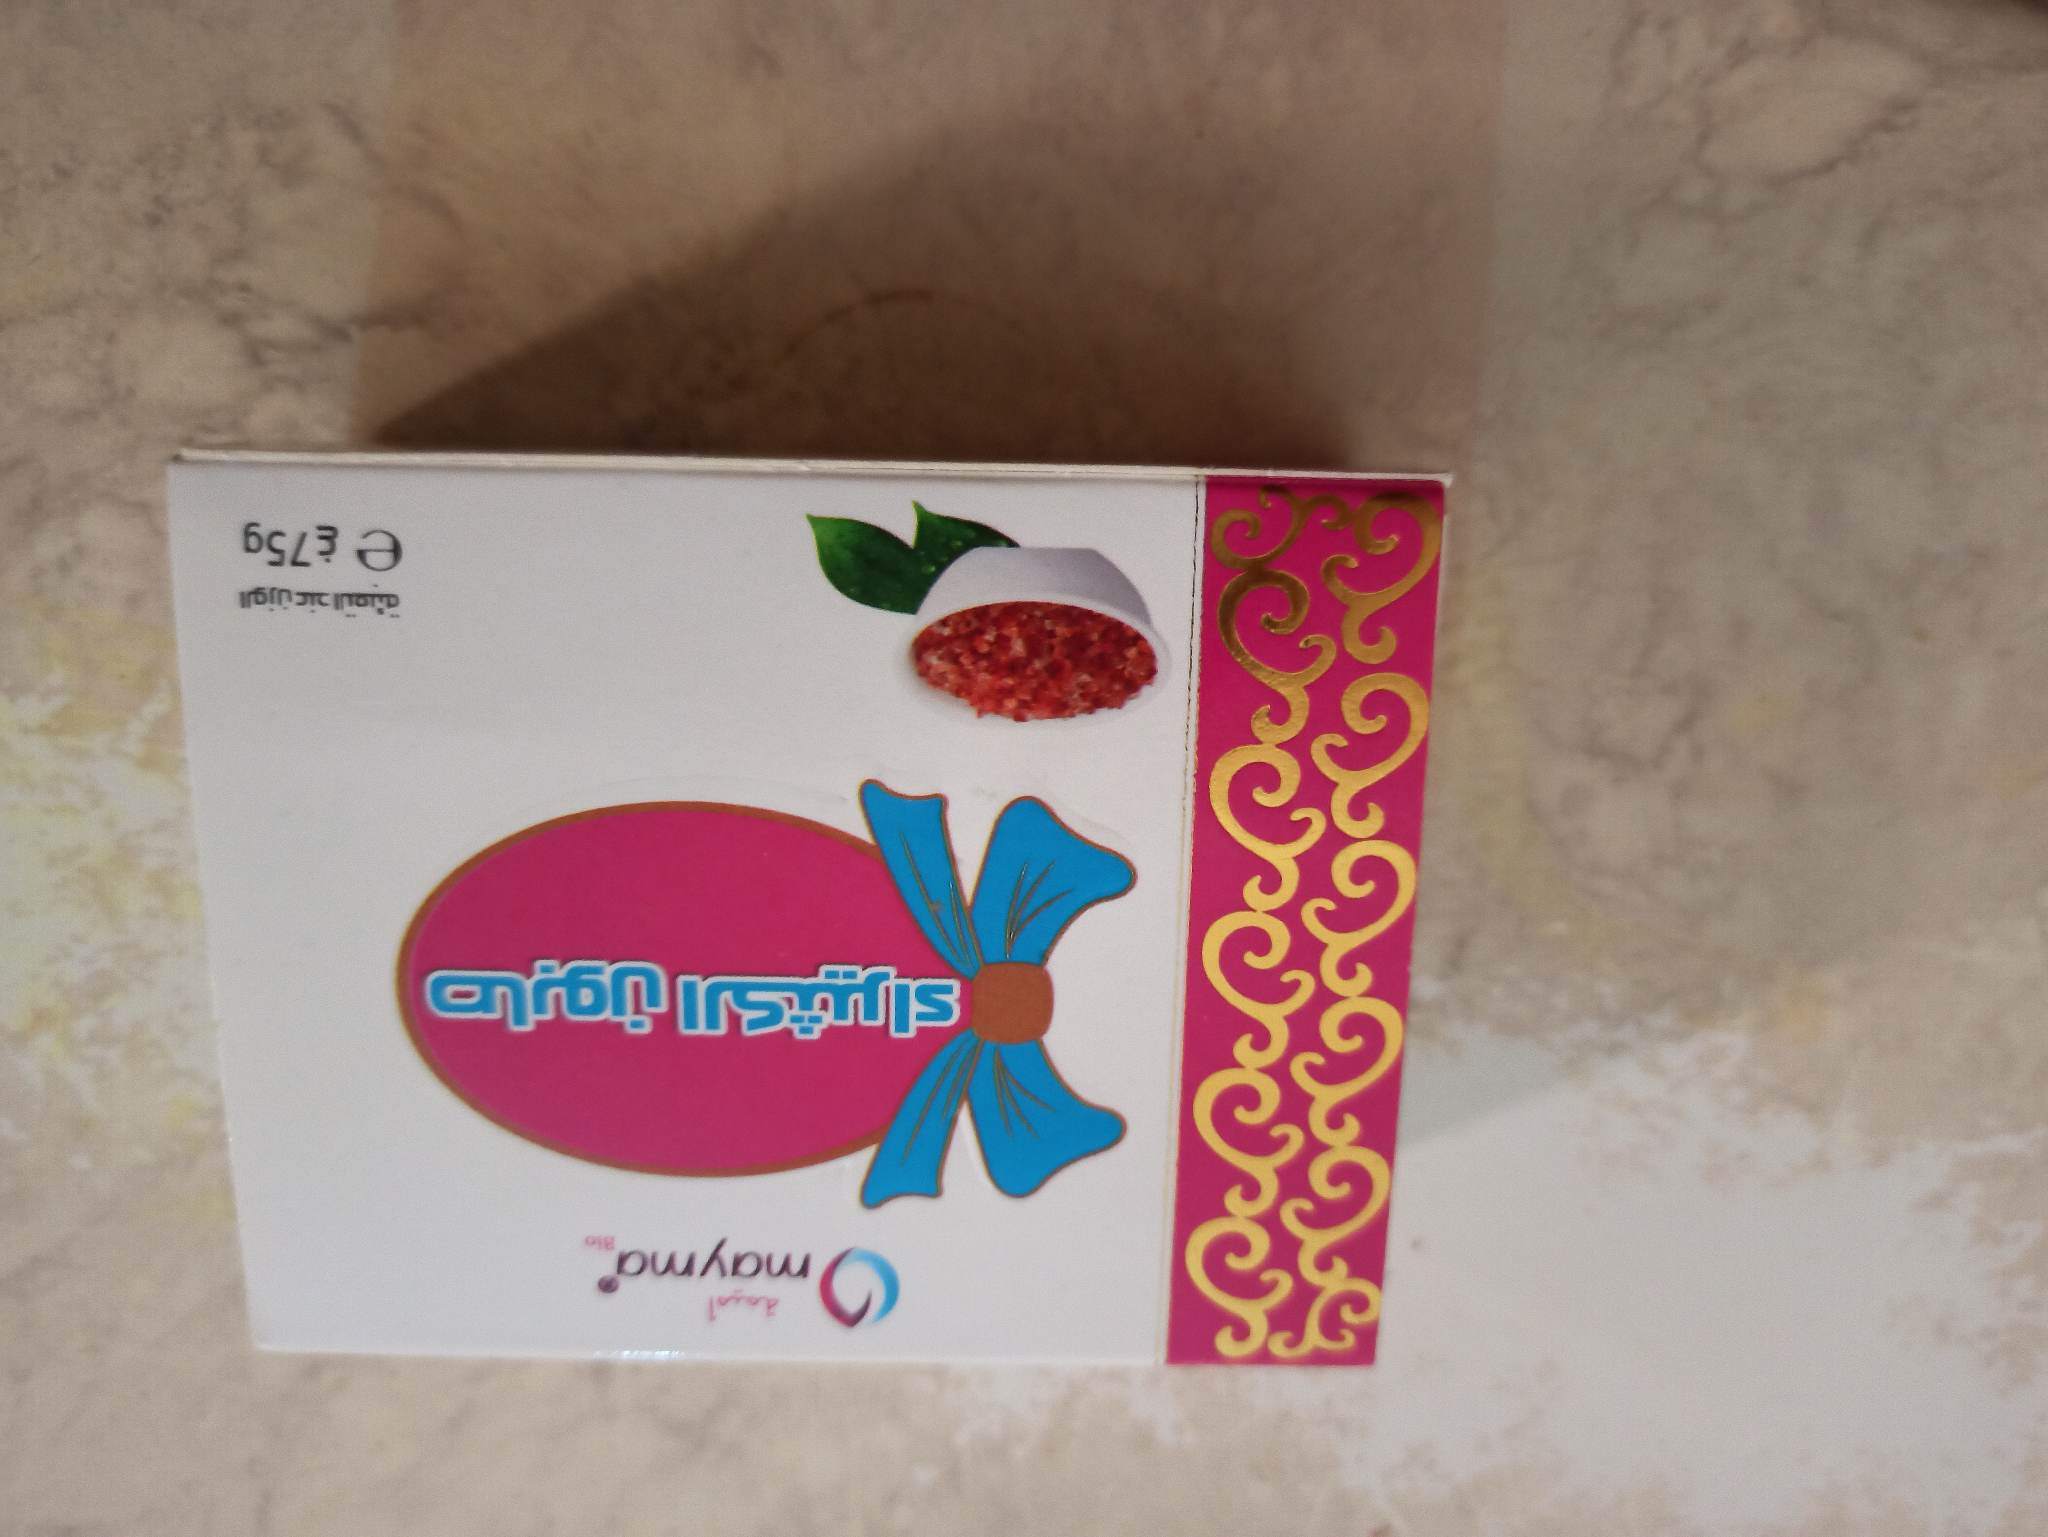 أميمة
Omayma®
Bio
صابون الكثيراء
الوزن عند التعبئة
75g غ ℮